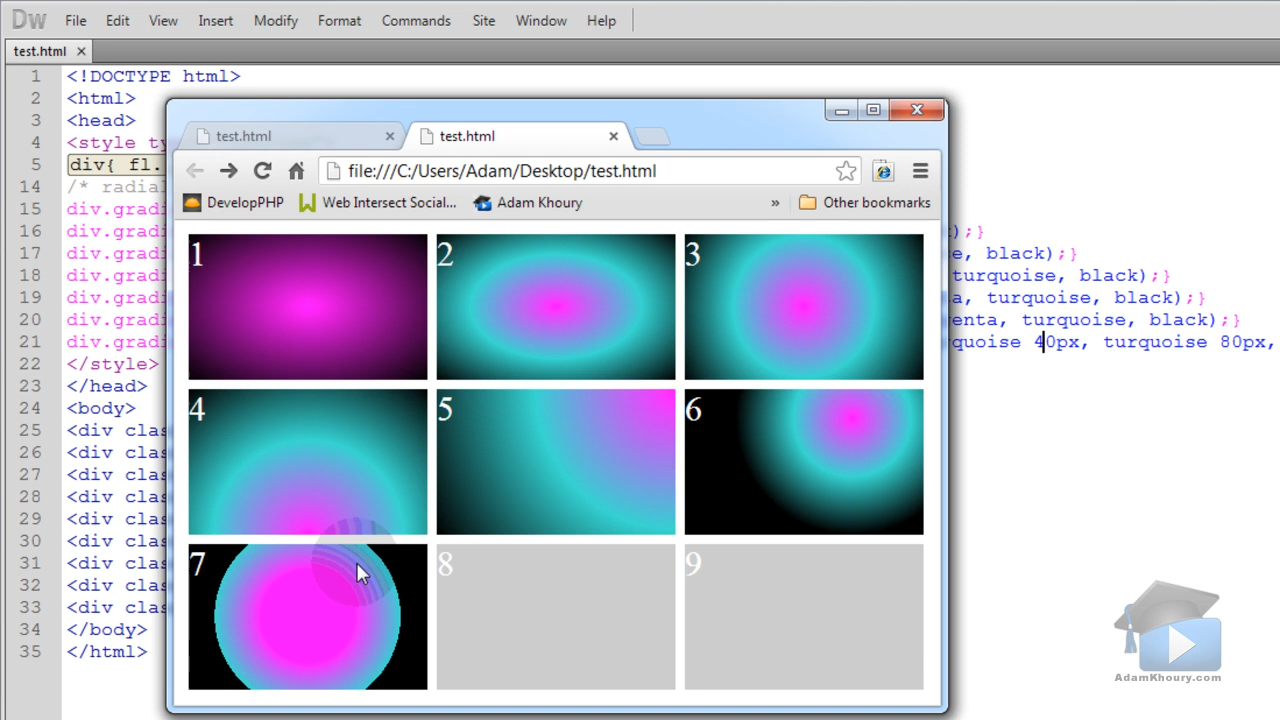 Dw File Edit View Insert Modify Format Commands Site Window Help
test.html
1 <!DOCTYPE html>
2 <html>
3 <head>
4 <style ty
5 div{ fl.
14 /* radial
15 div.gradi
16 div.gradi );}
17 div.gradi e, black);}
18 div.gradi turquoise, black);}
19 div.gradi a, turquoise, black);}
20 div.gradi enta, turquoise, black);}
21 div.gradi quoise 40px, turquoise 80px,
22 </style>
23 </head>
24 <body>
25 <div clas
26 <div clas
27 <div clas
28 <div clas
29 <div clas
30 <div clas
31 <div clas
32 <div clas
33 <div clas
34 </body>
35 </html>
test.html test.html
file:///C:/Users/Adam/Desktop/test.html
DevelopPHP Web Intersect Social... Adam Khoury » Other bookmarks
1 2 3
4 5 6
7 8 9
AdamKhoury.com